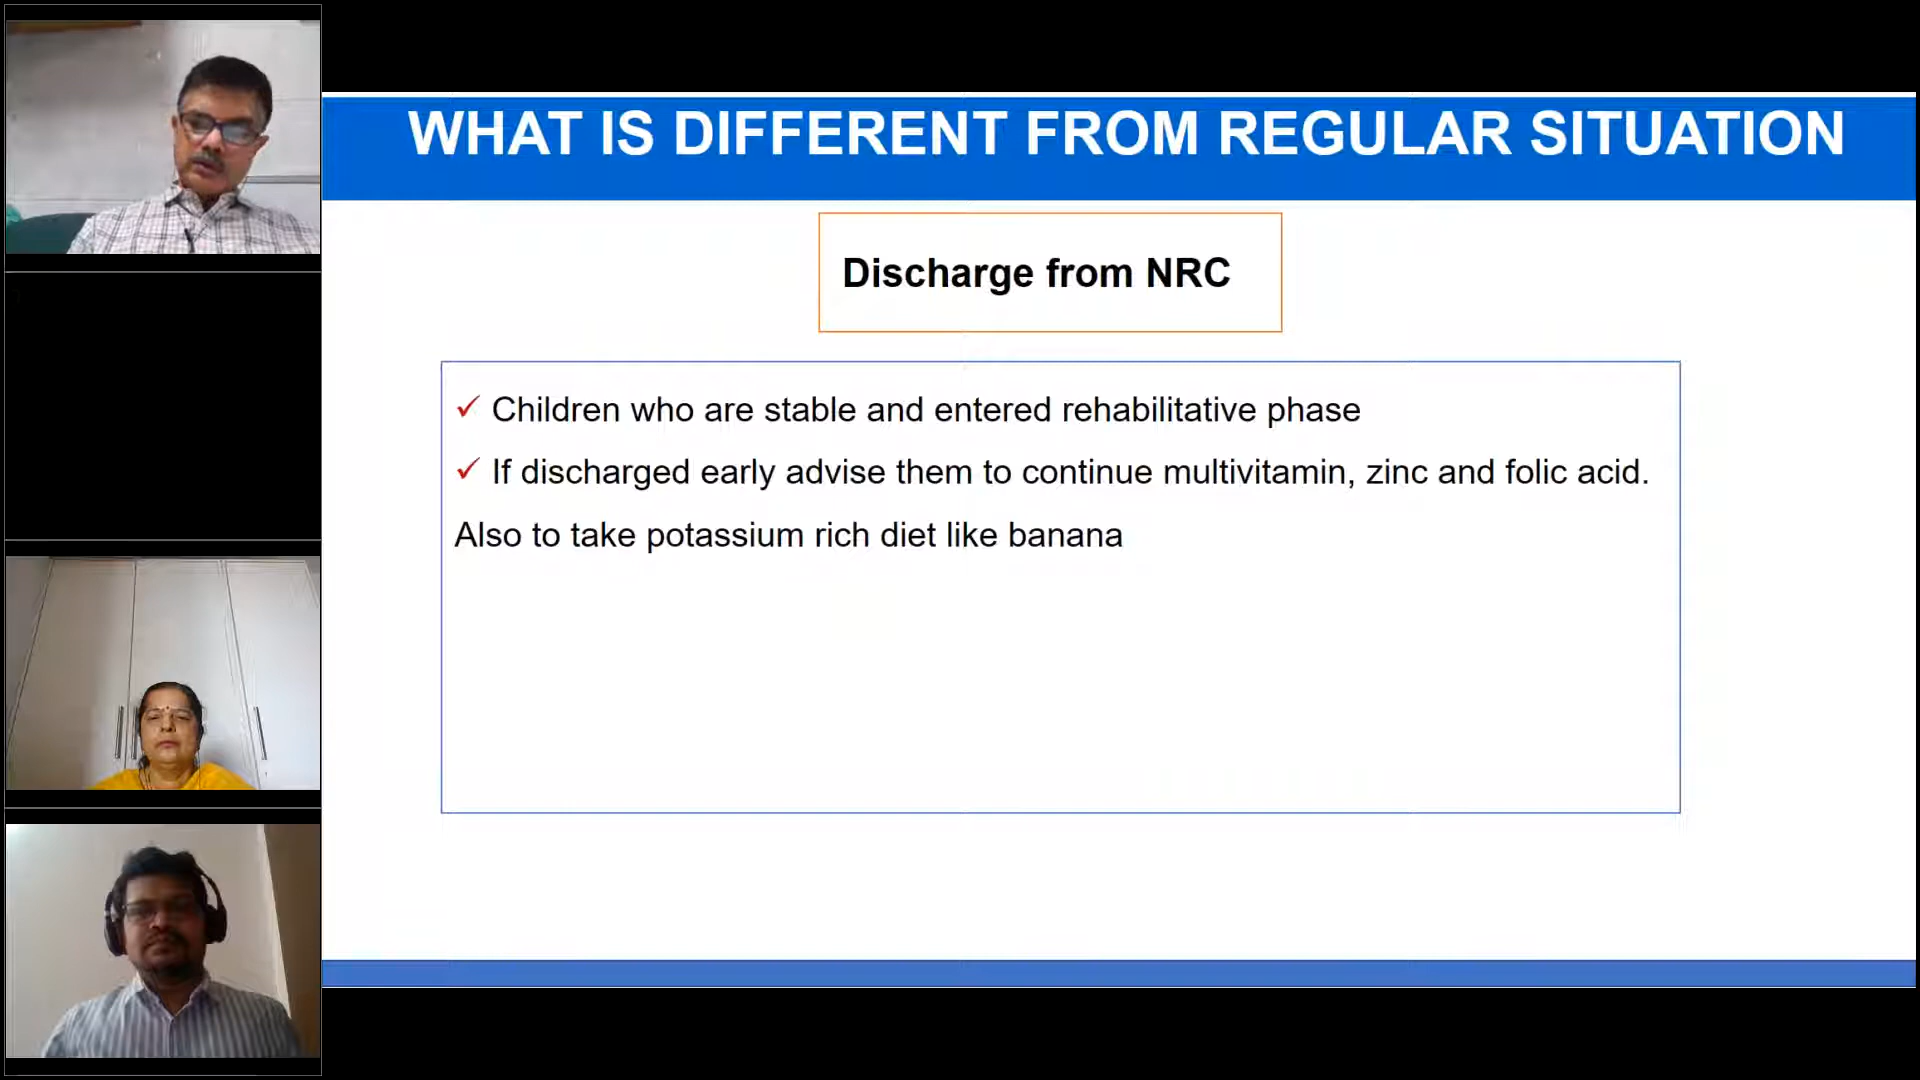 WHAT IS DIFFERENT FROM REGULAR SITUATION
Discharge from NRC
✓ Children who are stable and entered rehabilitative phase
✓ If discharged early advise them to continue multivitamin, zinc and folic acid.
Also to take potassium rich diet like banana